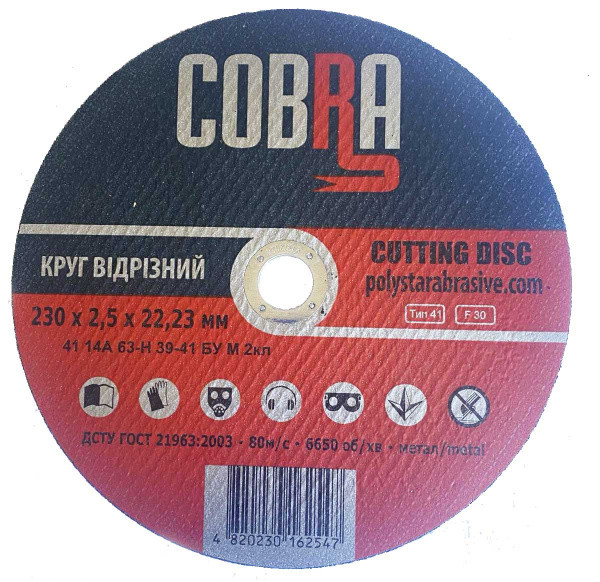 COBRA
КРУГ ВІДРІЗНИЙ
CUTTING DISC
polystarabrasive.com
230 x 2,5 x 22,23 мм
Тип 41
F 30
41 14А 63-Н 39-41 БУ М 2кл
ДСТУ ГОСТ 21963:2003 • 80м/с • 6650 об/хв • метал/metal
4 820230 162547